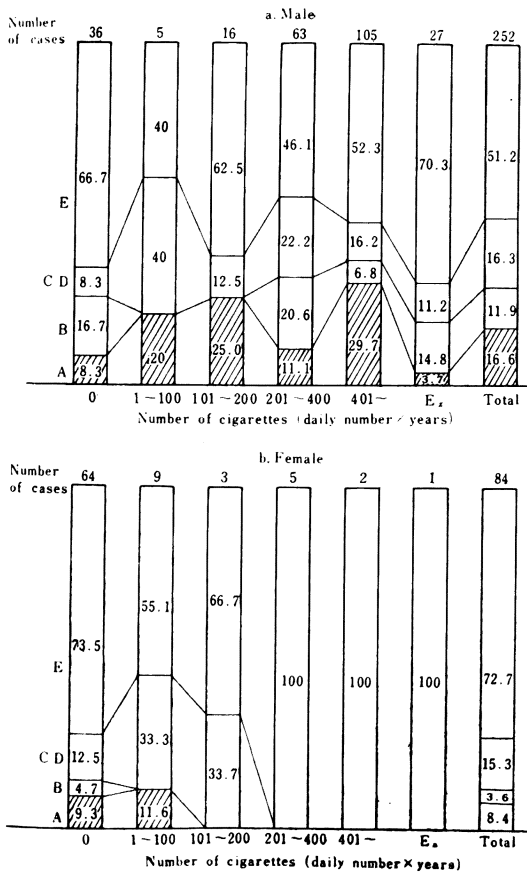 a. Male
Number
of cases
36 5 16 63 105 27 252
40 46.1 52.3 51.2
66.7 62.5 70.3
E
40 22.2 16.2 16.3
C D 8.3 12.5 6.8 11.2 11.9
B 16.7 20.6 14.8
A 8.3 20 25.0 11.1 29.7 3.7 16.6
0 1~100 101~200 201~400 401~ Ex Total
Number of cigarettes (daily number / years)
b. Female
Number
of cases
64 9 3 5 2 1 84
55.1 66.7
E 73.5 100 100 100 72.7
C D 12.5 33.3 33.7 15.3
B 4.7 3.6
A 9.3 11.6 8.4
0 1~100 101~200 201~400 401~ Total
Number of cigarettes (daily number×years)